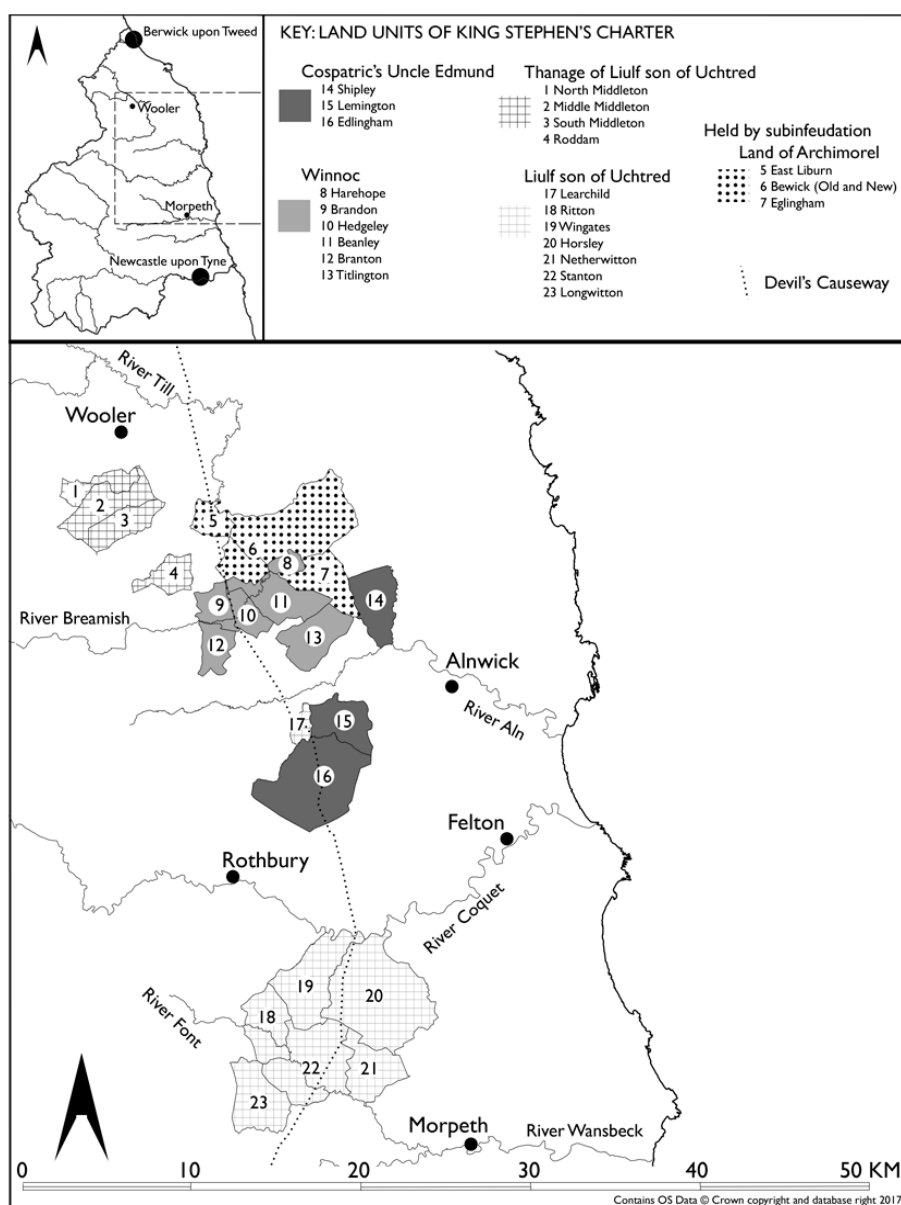 Berwick upon Tweed
Wooler
Morpeth
Newcastle upon Tyne
KEY: LAND UNITS OF KING STEPHEN'S CHARTER
Cospatric's Uncle Edmund
14 Shipley
15 Lemington
16 Edlingham
Winnoc
8 Harehope
9 Brandon
10 Hedgeley
11 Beanley
12 Branton
13 Titlington
Thanage of Liulf son of Uchtred
1 North Middleton
2 Middle Middleton
3 South Middleton
4 Roddam
Liulf son of Uchtred
17 Learchild
18 Ritton
19 Wingates
20 Horsley
21 Netherwitton
22 Stanton
23 Longwitton
Held by subinfeudation
Land of Archimorel
5 East Liburn
6 Bewick (Old and New)
7 Eglingham
Devil's Causeway
River Till
Wooler
1
2
3
5
6
4
8
7
9
10
11
14
River Breamish
12
13
Alnwick
River Aln
17
15
16
Felton
Rothbury
River Coquet
19
20
18
River Font
22
21
23
Morpeth
River Wansbeck
0 10 20 30 40 50 KM
Contains OS Data © Crown copyright and database right 2017